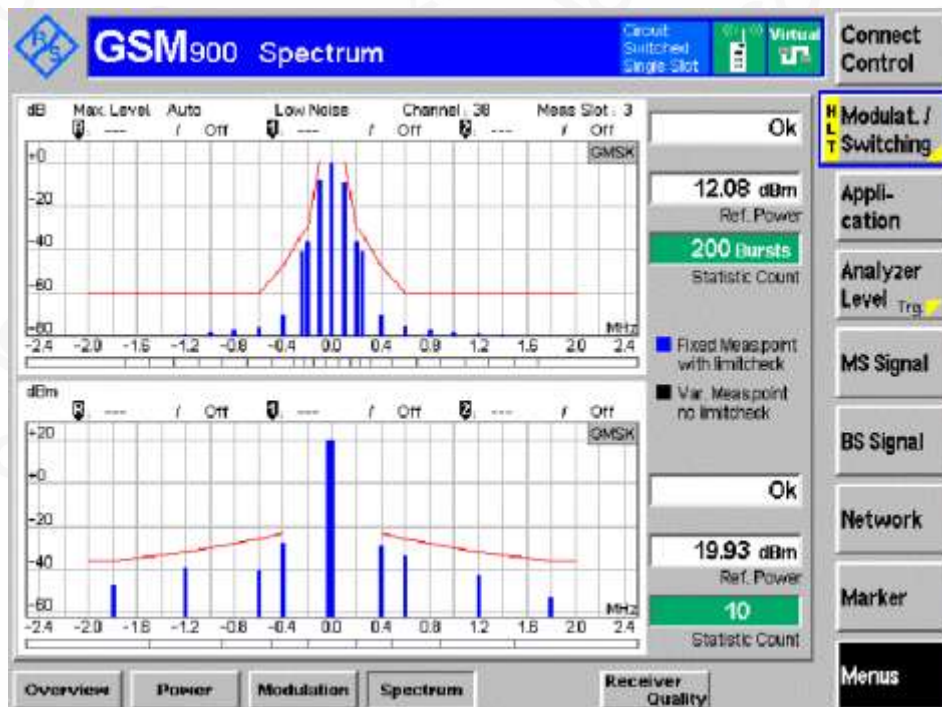 R S
GSM900 Spectrum
Circuit Switched Single Slot
Virtual
Connect Control
dB Max. Level Auto Low Noise Channel: 38 Meas Slot: 3
R: --- / Off 1: --- / Off 2: --- / Off
GMSK
+0
-20
-40
-60
-80
MHz
-2.4 -2.0 -1.6 -1.2 -0.8 -0.4 0.0 0.4 0.8 1.2 1.6 2.0 2.4
Ok
12.08 dBm
Ref. Power
200 Bursts
Statistic Count
Fixed Meas.point
with limitcheck
Var. Meas.point
no limitcheck
dBm
R: --- / Off 1: --- / Off 2: --- / Off
GMSK
+20
+0
-20
-40
-60
MHz
-2.4 -2.0 -1.6 -1.2 -0.8 -0.4 0.0 0.4 0.8 1.2 1.6 2.0 2.4
Ok
19.93 dBm
Ref. Power
10
Statistic Count
HLT
Modulat. /
Switching
Appli-
cation
Analyzer
Level Trg.
MS Signal
BS Signal
Network
Marker
Menus
Overview Power Modulation Spectrum Receiver
Quality